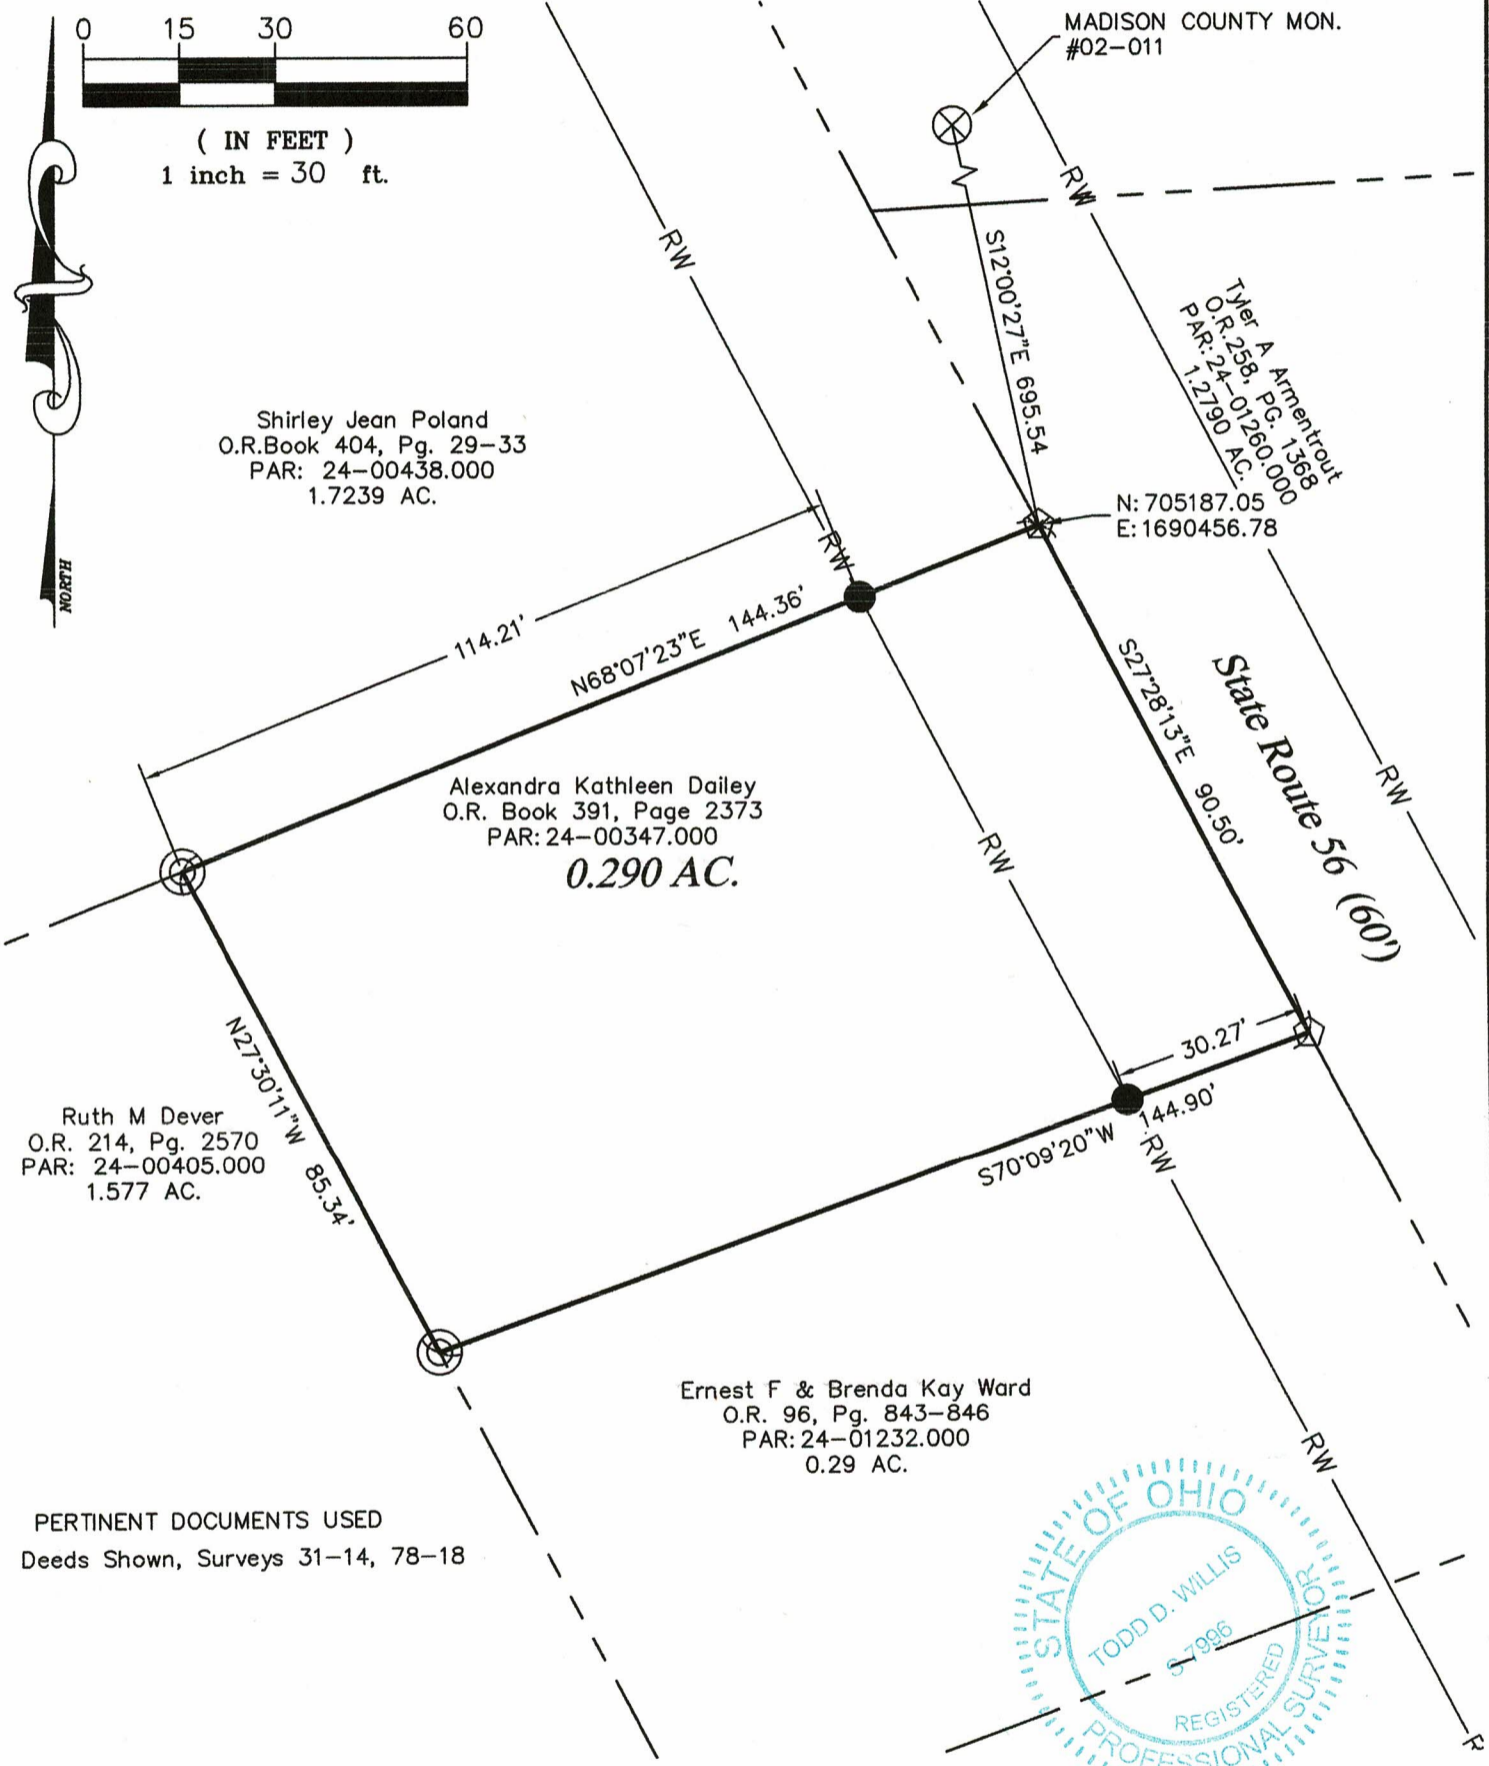 0 15 30 60
( IN FEET )
1 inch = 30 ft.
NORTH
MADISON COUNTY MON.
#02-011
RW
RW
S12°00'27"E 695.54
Tyler A Armentrout
O.R.258, PG. 1368
PAR: 24-01260.000
1.2790 AC.
Shirley Jean Poland
O.R.Book 404, Pg. 29-33
PAR: 24-00438.000
1.7239 AC.
N: 705187.05
E: 1690456.78
RW
114.21'
N68°07'23"E 144.36'
S27°28'13"E 90.50'
State Route 56 (60')
RW
Alexandra Kathleen Dailey
O.R. Book 391, Page 2373
PAR: 24-00347.000
0.290 AC.
RW
30.27'
N27°30'11"W 85.34'
S70°09'20"W 144.90'
RW
Ruth M Dever
O.R. 214, Pg. 2570
PAR: 24-00405.000
1.577 AC.
Ernest F & Brenda Kay Ward
O.R. 96, Pg. 843-846
PAR: 24-01232.000
0.29 AC.
RW
PERTINENT DOCUMENTS USED
Deeds Shown, Surveys 31-14, 78-18
STATE OF OHIO
TODD D. WILLIS
S-7996
REGISTERED
PROFESSIONAL SURVEYOR
R